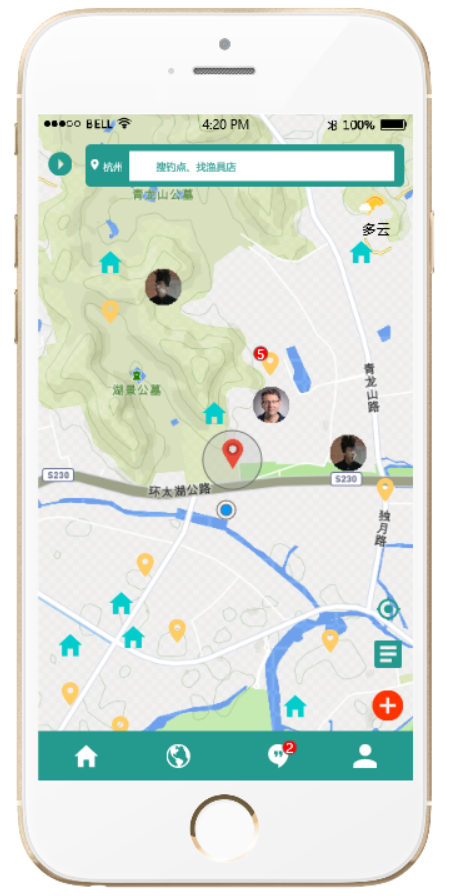 BELL 4:20 PM 100%
杭州 搜钓点，找渔具店
青龙山公墓
多云
5
湖景公墓
青龙山路
S230
S230
环太湖公路
独月路
2